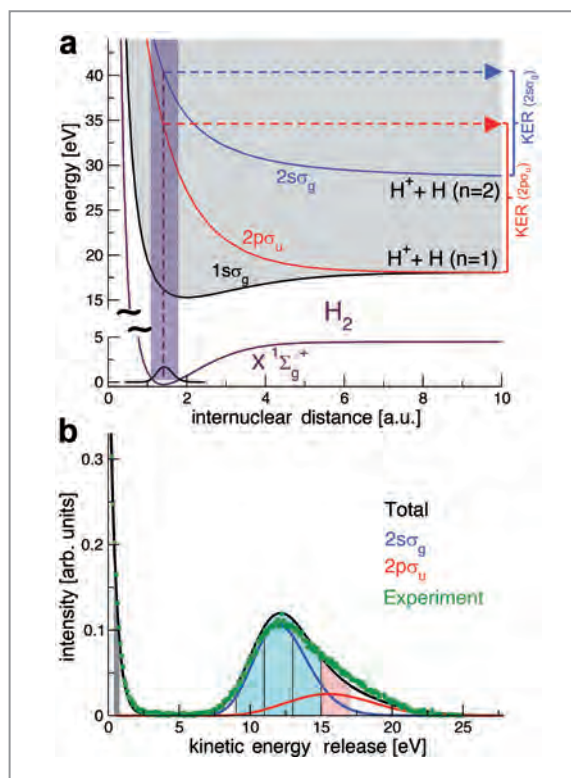 a
40
35
30
25
20
15
5
0
energy [eV]
2sσg
H⁺+ H (n=2)
2pσu
H⁺+ H (n=1)
1sσg
H₂
X ¹Σg⁺
KER (2sσg)
KER (2pσu)
0 2 4 6 8 10
internuclear distance [a.u.]
b
0.3
0.2
0.1
0
intensity [arb. units]
Total
2sσg
2pσu
Experiment
0 5 10 15 20 25
kinetic energy release [eV]